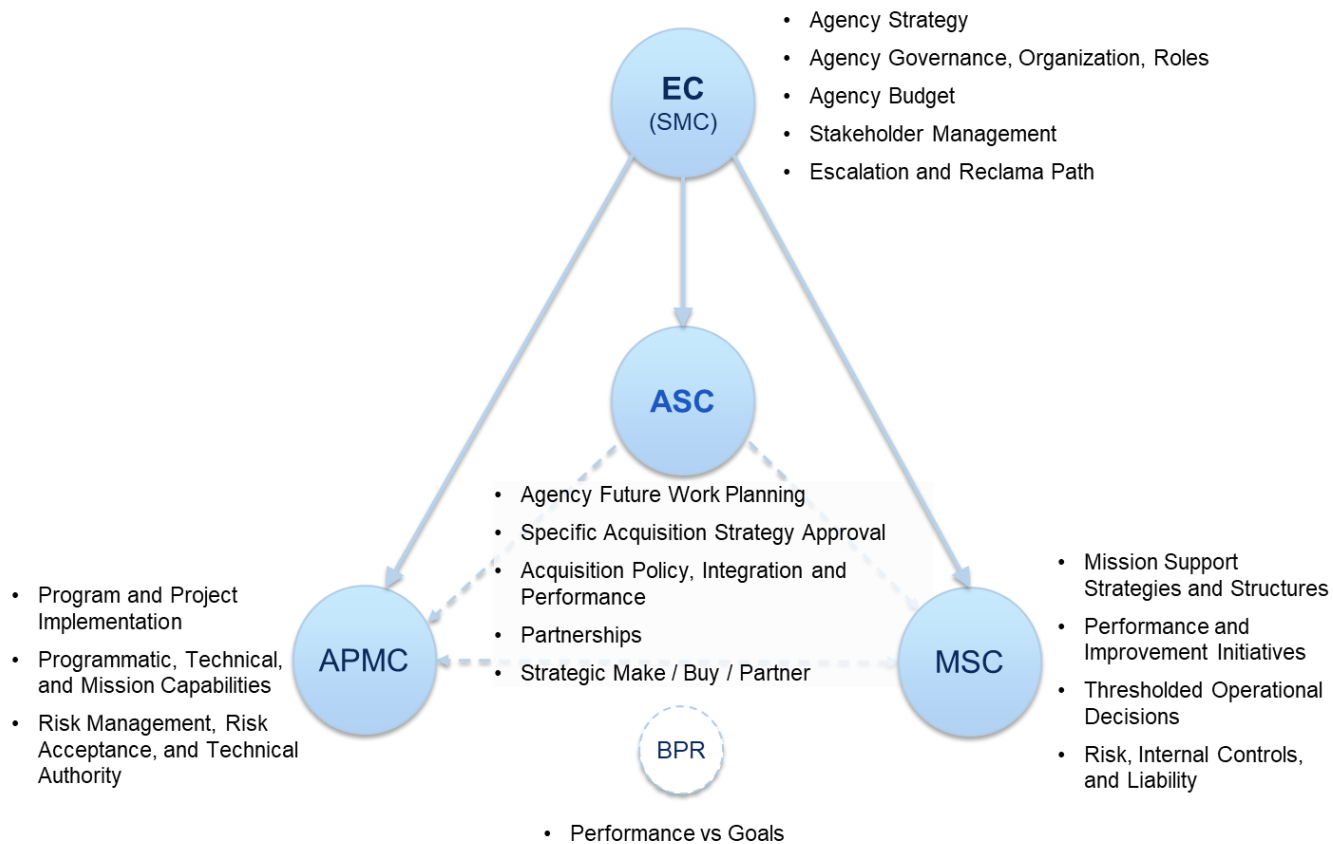 • Agency Strategy
• Agency Governance, Organization, Roles
• Agency Budget
• Stakeholder Management
• Escalation and Reclama Path
EC
(SMC)
ASC
• Agency Future Work Planning
• Specific Acquisition Strategy Approval
• Acquisition Policy, Integration and
Performance
• Partnerships
• Strategic Make / Buy / Partner
• Program and Project
Implementation
• Programmatic, Technical,
and Mission Capabilities
• Risk Management, Risk
Acceptance, and Technical
Authority
APMC
MSC
• Mission Support
Strategies and Structures
• Performance and
Improvement Initiatives
• Thresholded Operational
Decisions
• Risk, Internal Controls,
and Liability
BPR
• Performance vs Goals